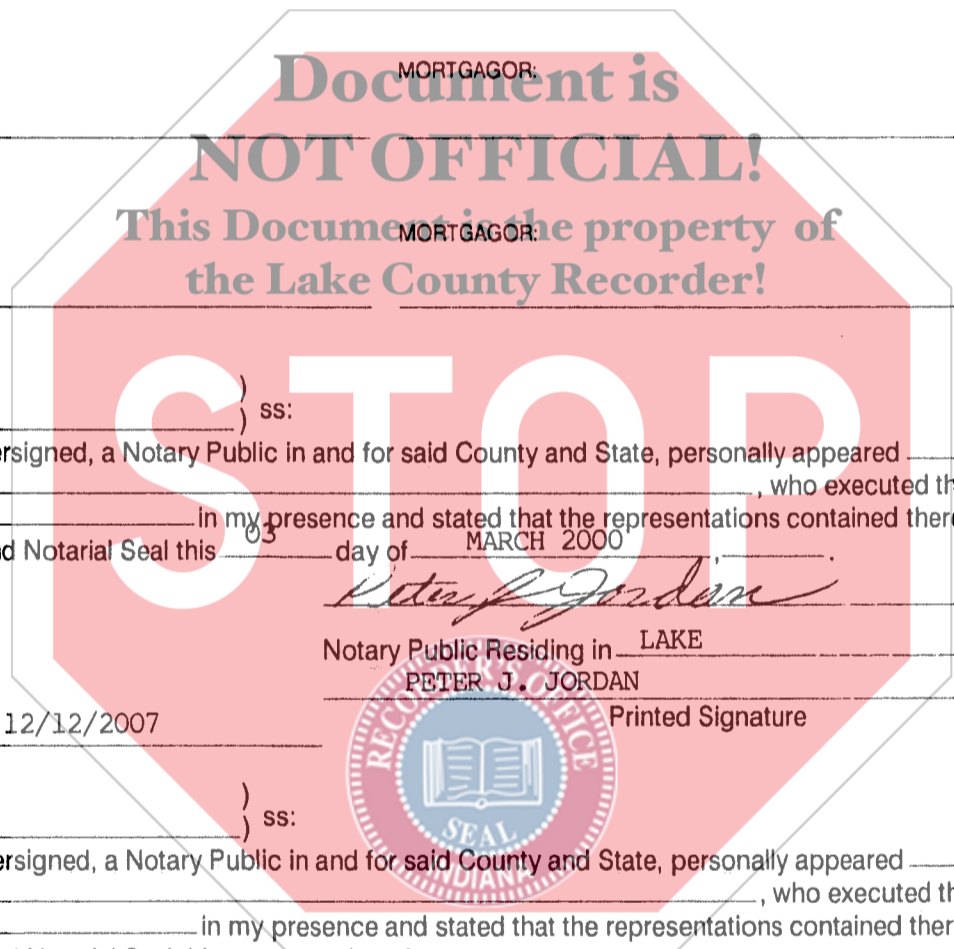 Document is
MORTGAGOR:
NOT OFFICIAL!
This Document is the property of
MORTGAGOR:
the Lake County Recorder!
STOP
)
) ss:
ersigned, a Notary Public in and for said County and State, personally appeared
, who executed th
in my presence and stated that the representations contained there
d Notarial Seal this 03 day of MARCH 2000 , .
Peter J. Jordan
Notary Public Residing in LAKE
PETER J. JORDAN
Printed Signature
12/12/2007
RECORDER'S OFFICE
SEAL
INDIANA
)
) ss:
ersigned, a Notary Public in and for said County and State, personally appeared
, who executed th
in my presence and stated that the representations contained ther